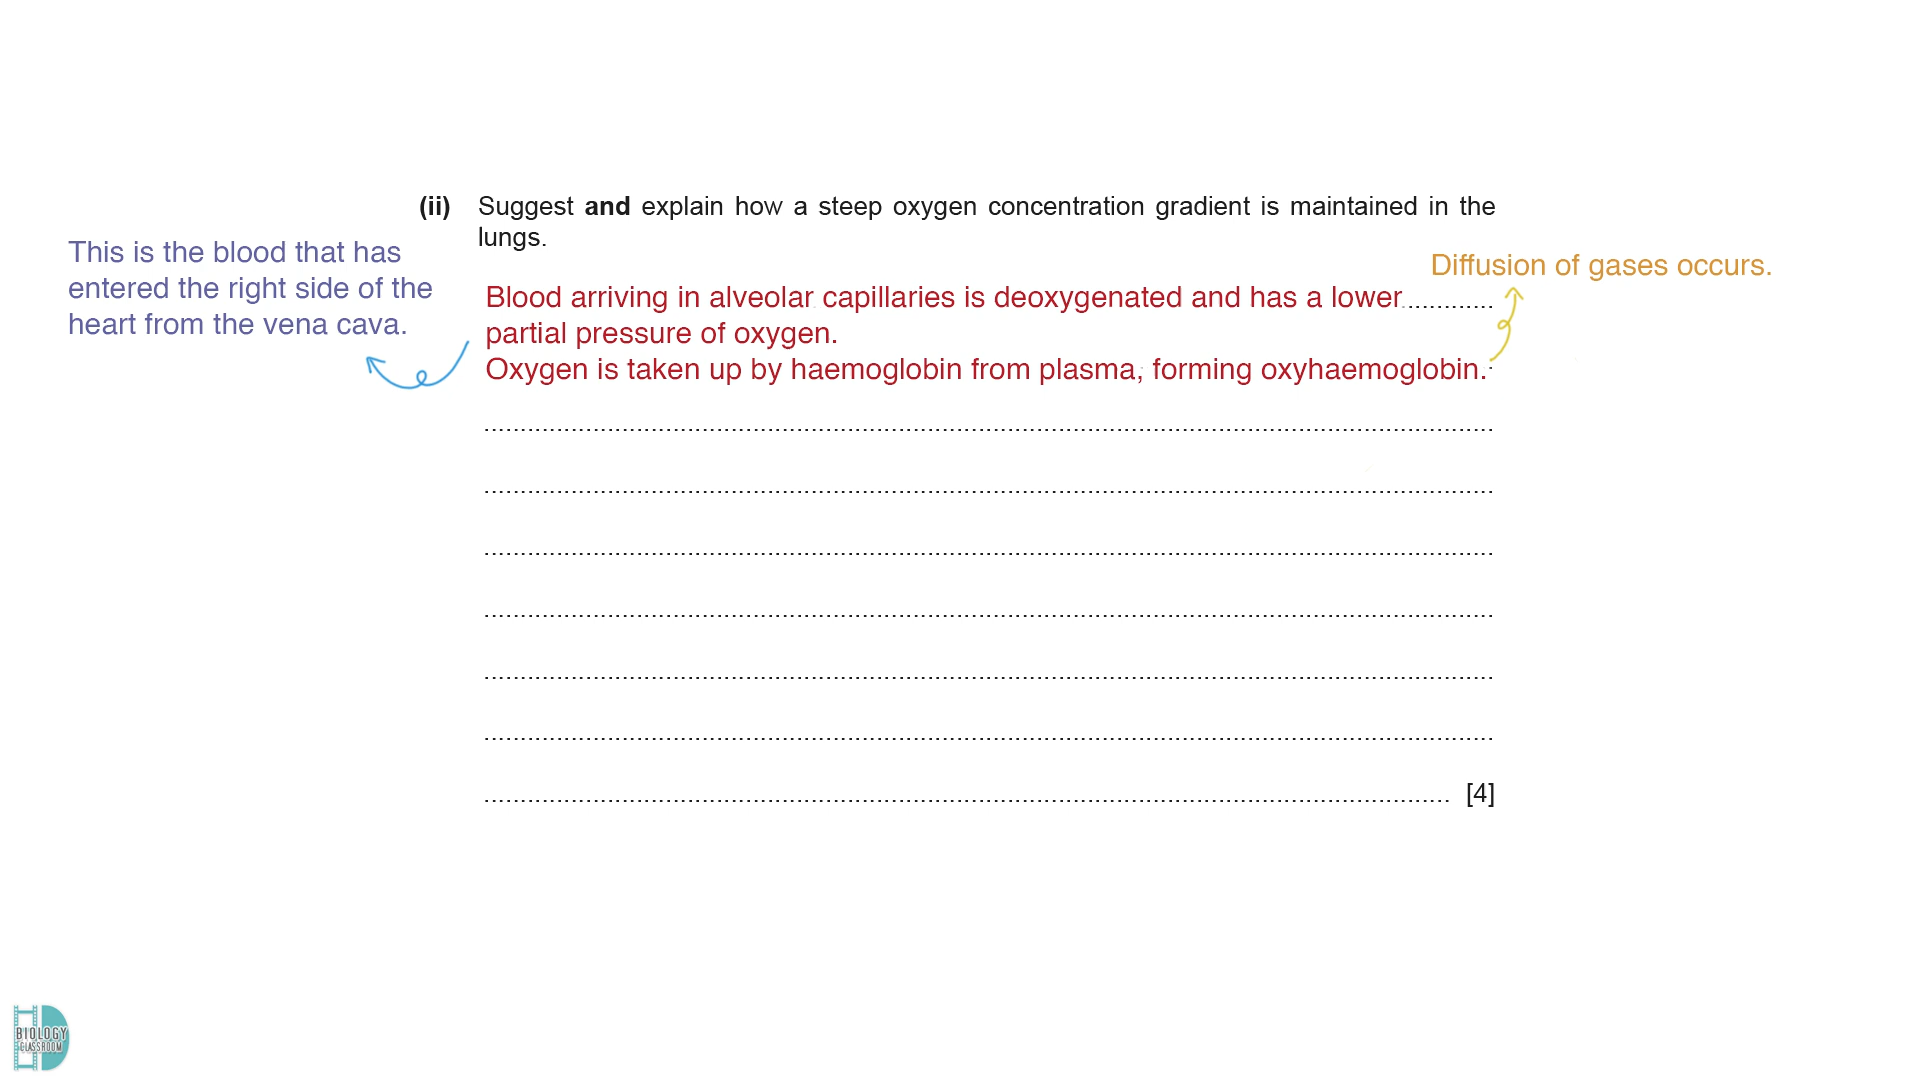 (ii) Suggest and explain how a steep oxygen concentration gradient is maintained in the
lungs.
This is the blood that has
entered the right side of the
heart from the vena cava.
Diffusion of gases occurs.
Blood arriving in alveolar capillaries is deoxygenated and has a lower
partial pressure of oxygen.
Oxygen is taken up by haemoglobin from plasma, forming oxyhaemoglobin.
[4]
BIOLOGY
CLASSROOM